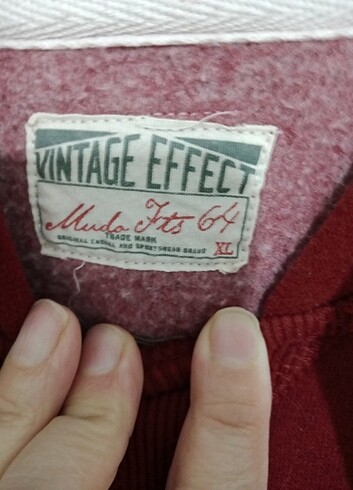 VINTAGE EFFECT
Mudo Fts 64
TRADE MARK
ORIGINAL CASUAL AND SPORTSWEAR BRAND
XL